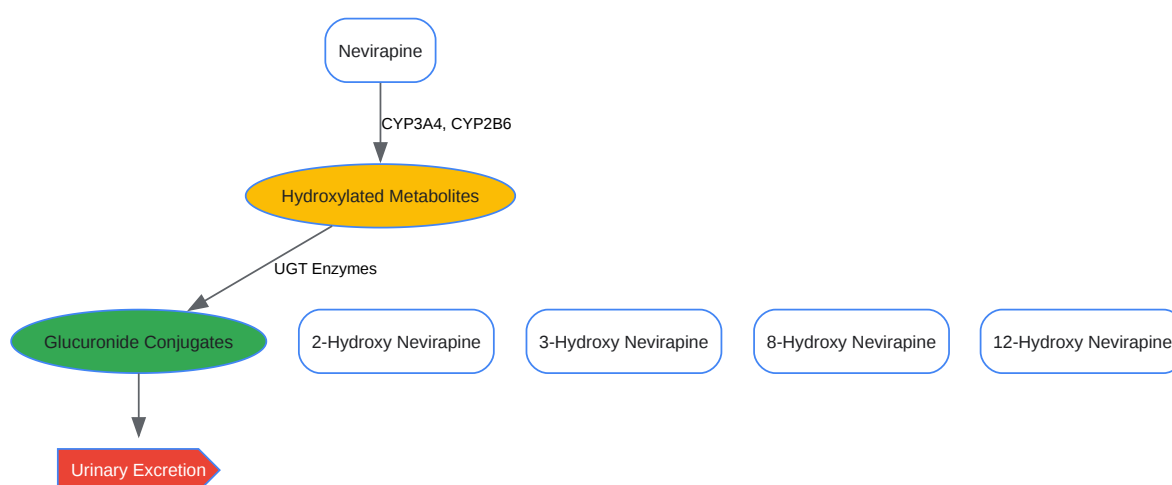 Nevirapine
CYP3A4, CYP2B6
Hydroxylated Metabolites
UGT Enzymes
Glucuronide Conjugates
2-Hydroxy Nevirapine
3-Hydroxy Nevirapine
8-Hydroxy Nevirapine
12-Hydroxy Nevirapine
Urinary Excretion